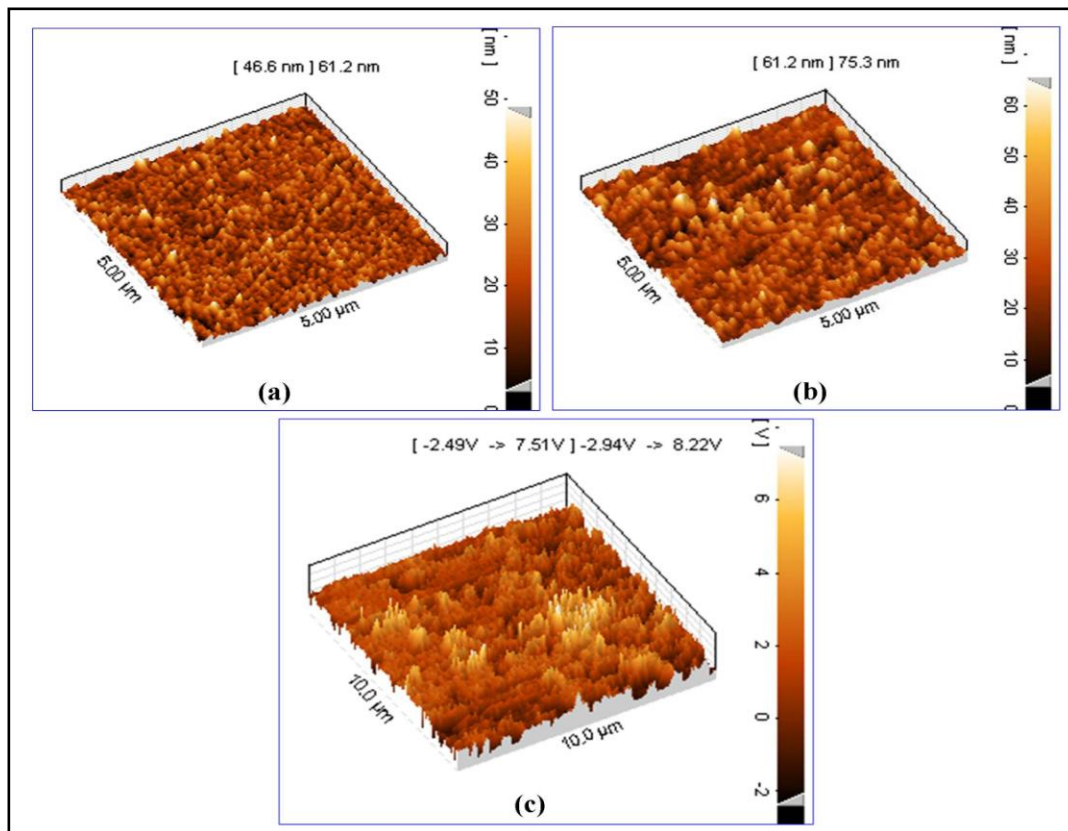 [ 46.6 nm ] 61.2 nm
nm ]
50
40
30
20
10
0
5.00 µm
5.00 µm
(a)
[ 61.2 nm ] 75.3 nm
nm ]
60
50
40
30
20
10
0
5.00 µm
5.00 µm
(b)
[ -2.49V -> 7.51V ] -2.94V -> 8.22V
[ V ]
6
4
2
0
-2
10.0 µm
10.0 µm
(c)